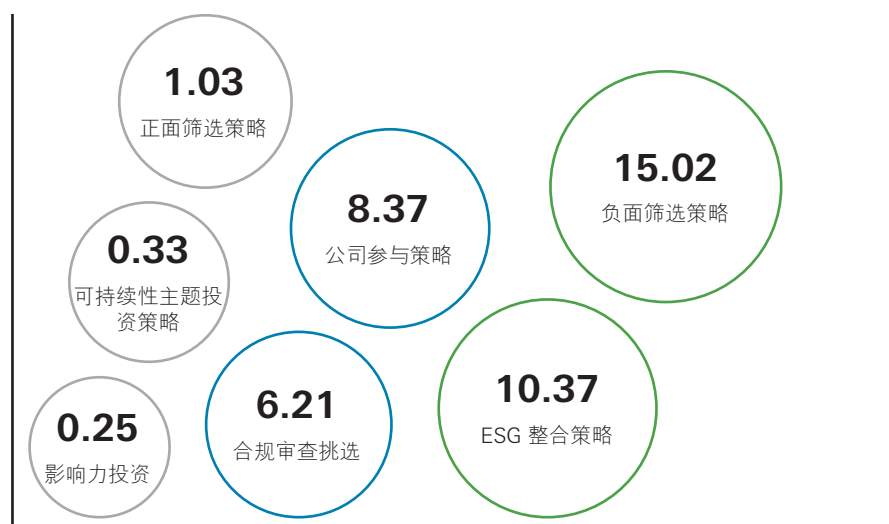 1.03
正面筛选策略
15.02
负面筛选策略
8.37
公司参与策略
0.33
可持续性主题投
资策略
10.37
ESG 整合策略
6.21
合规审查挑选
0.25
影响力投资